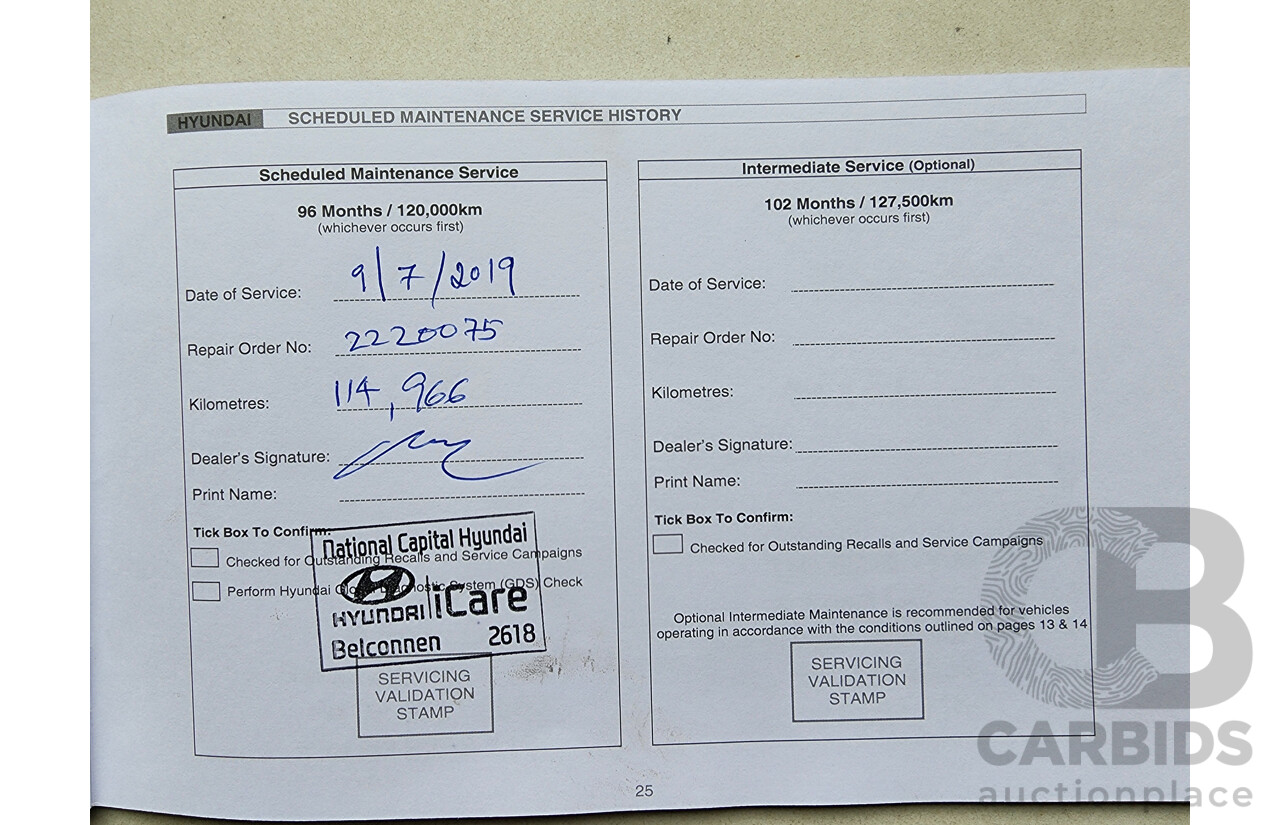 HYUNDAI SCHEDULED MAINTENANCE SERVICE HISTORY
Scheduled Maintenance Service
96 Months / 120,000km
(whichever occurs first)
Date of Service: 9/7/2019
Repair Order No: 2220075
Kilometres: 114,966
Dealer's Signature:
Print Name:
Tick Box To Confirm:
Checked for Outstanding Recalls and Service Campaigns
Perform Hyundai Global Diagnostic System (GDS) Check
National Capital Hyundai
HYUNDAI iCare
Belconnen 2618
SERVICING
VALIDATION
STAMP
Intermediate Service (Optional)
102 Months / 127,500km
(whichever occurs first)
Date of Service:
Repair Order No:
Kilometres:
Dealer's Signature:
Print Name:
Tick Box To Confirm:
Checked for Outstanding Recalls and Service Campaigns
Optional Intermediate Maintenance is recommended for vehicles
operating in accordance with the conditions outlined on pages 13 & 14
SERVICING
VALIDATION
STAMP
25
CB
CARBIDS
auctionplace